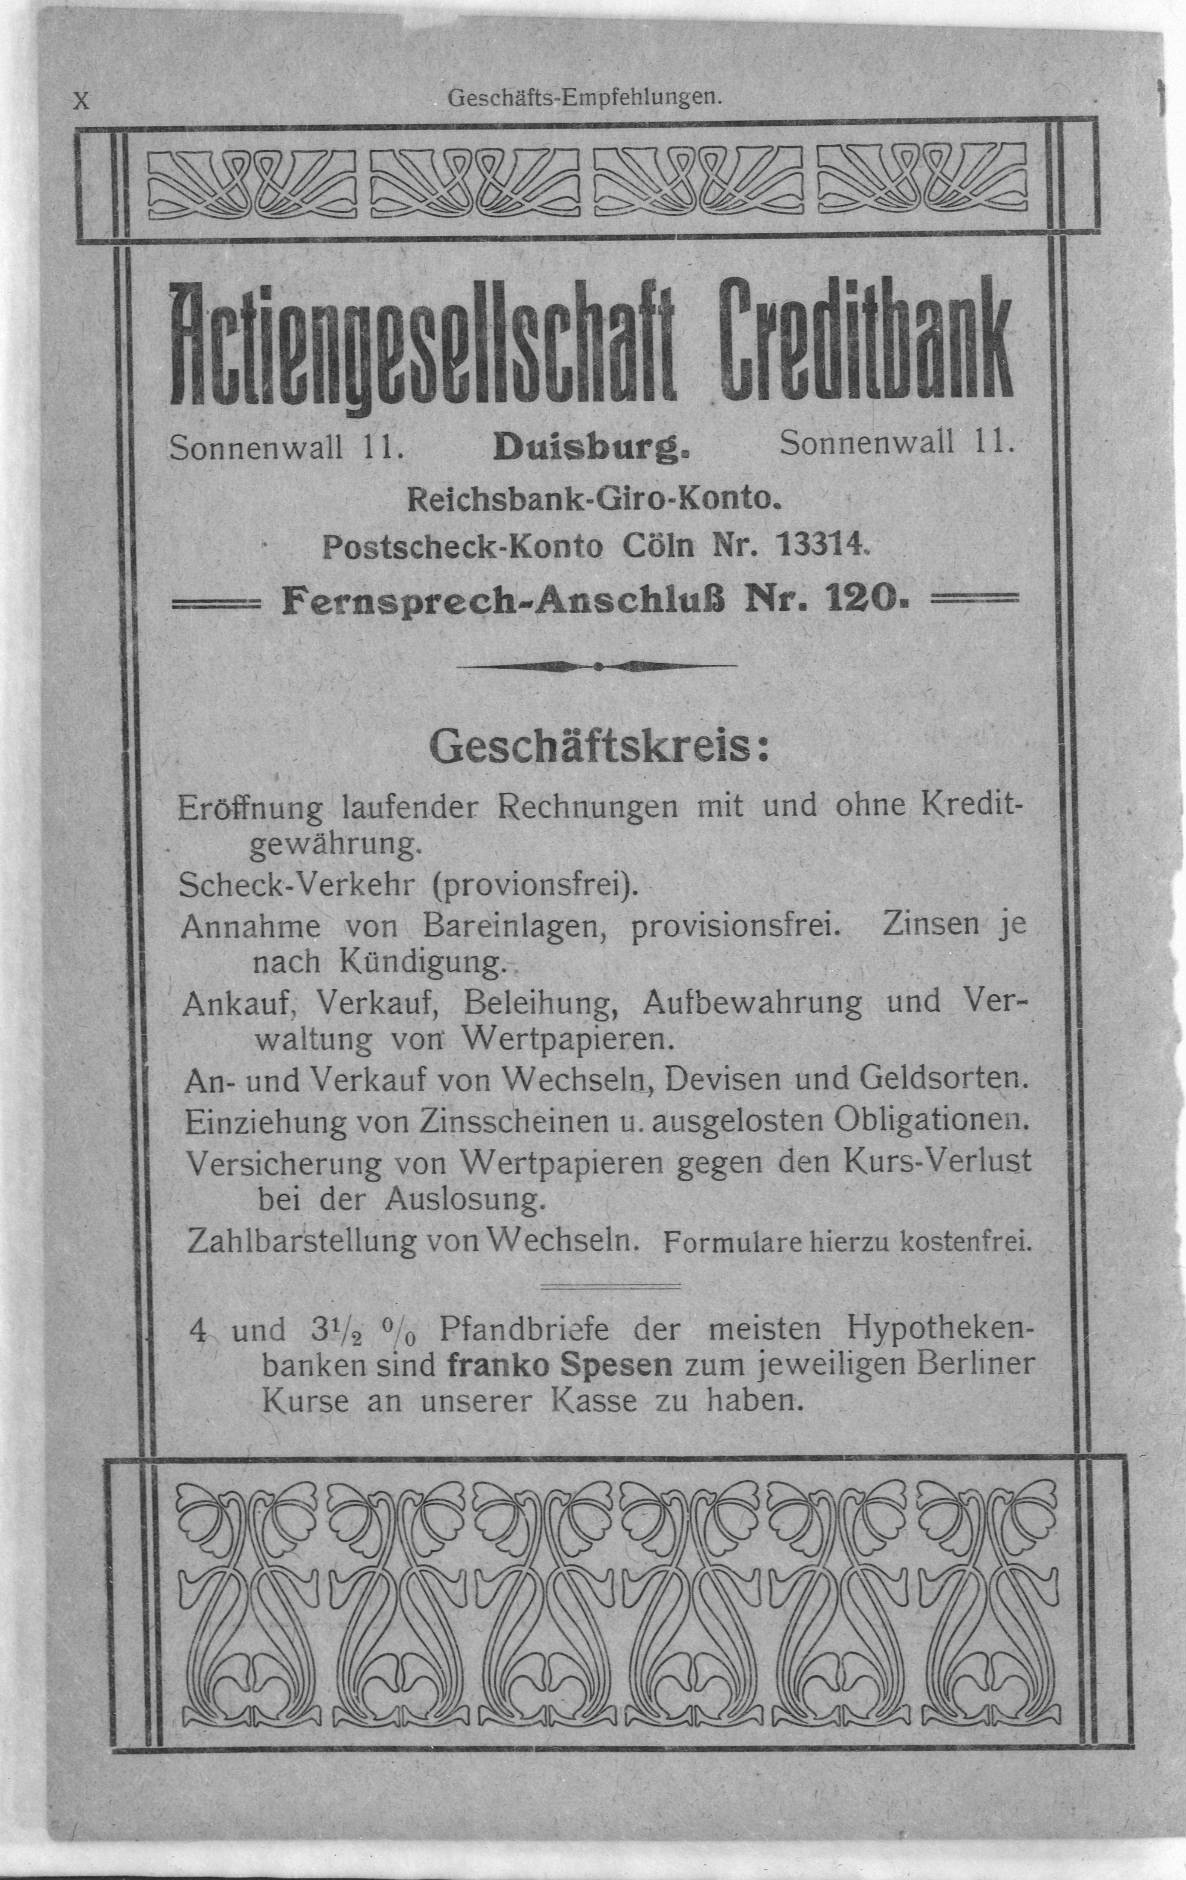 X
Geschäfts-Empfehlungen.
Actiengesellschaft Creditbank
Sonnenwall 11. Duisburg. Sonnenwall 11.
Reichsbank-Giro-Konto.
Postscheck-Konto Cöln Nr. 13314.
Fernsprech-Anschluß Nr. 120.
Geschäftskreis:
Eröffnung laufender Rechnungen mit und ohne Kredit-
gewährung.
Scheck-Verkehr (provionsfrei).
Annahme von Bareinlagen, provisionsfrei. Zinsen je
nach Kündigung.
Ankauf, Verkauf, Beleihung, Aufbewahrung und Ver-
waltung von Wertpapieren.
An- und Verkauf von Wechseln, Devisen und Geldsorten.
Einziehung von Zinsscheinen u. ausgelosten Obligationen.
Versicherung von Wertpapieren gegen den Kurs-Verlust
bei der Auslosung.
Zahlbarstellung von Wechseln. Formulare hierzu kostenfrei.
4 und 3½ % Pfandbriefe der meisten Hypotheken-
banken sind franko Spesen zum jeweiligen Berliner
Kurse an unserer Kasse zu haben.